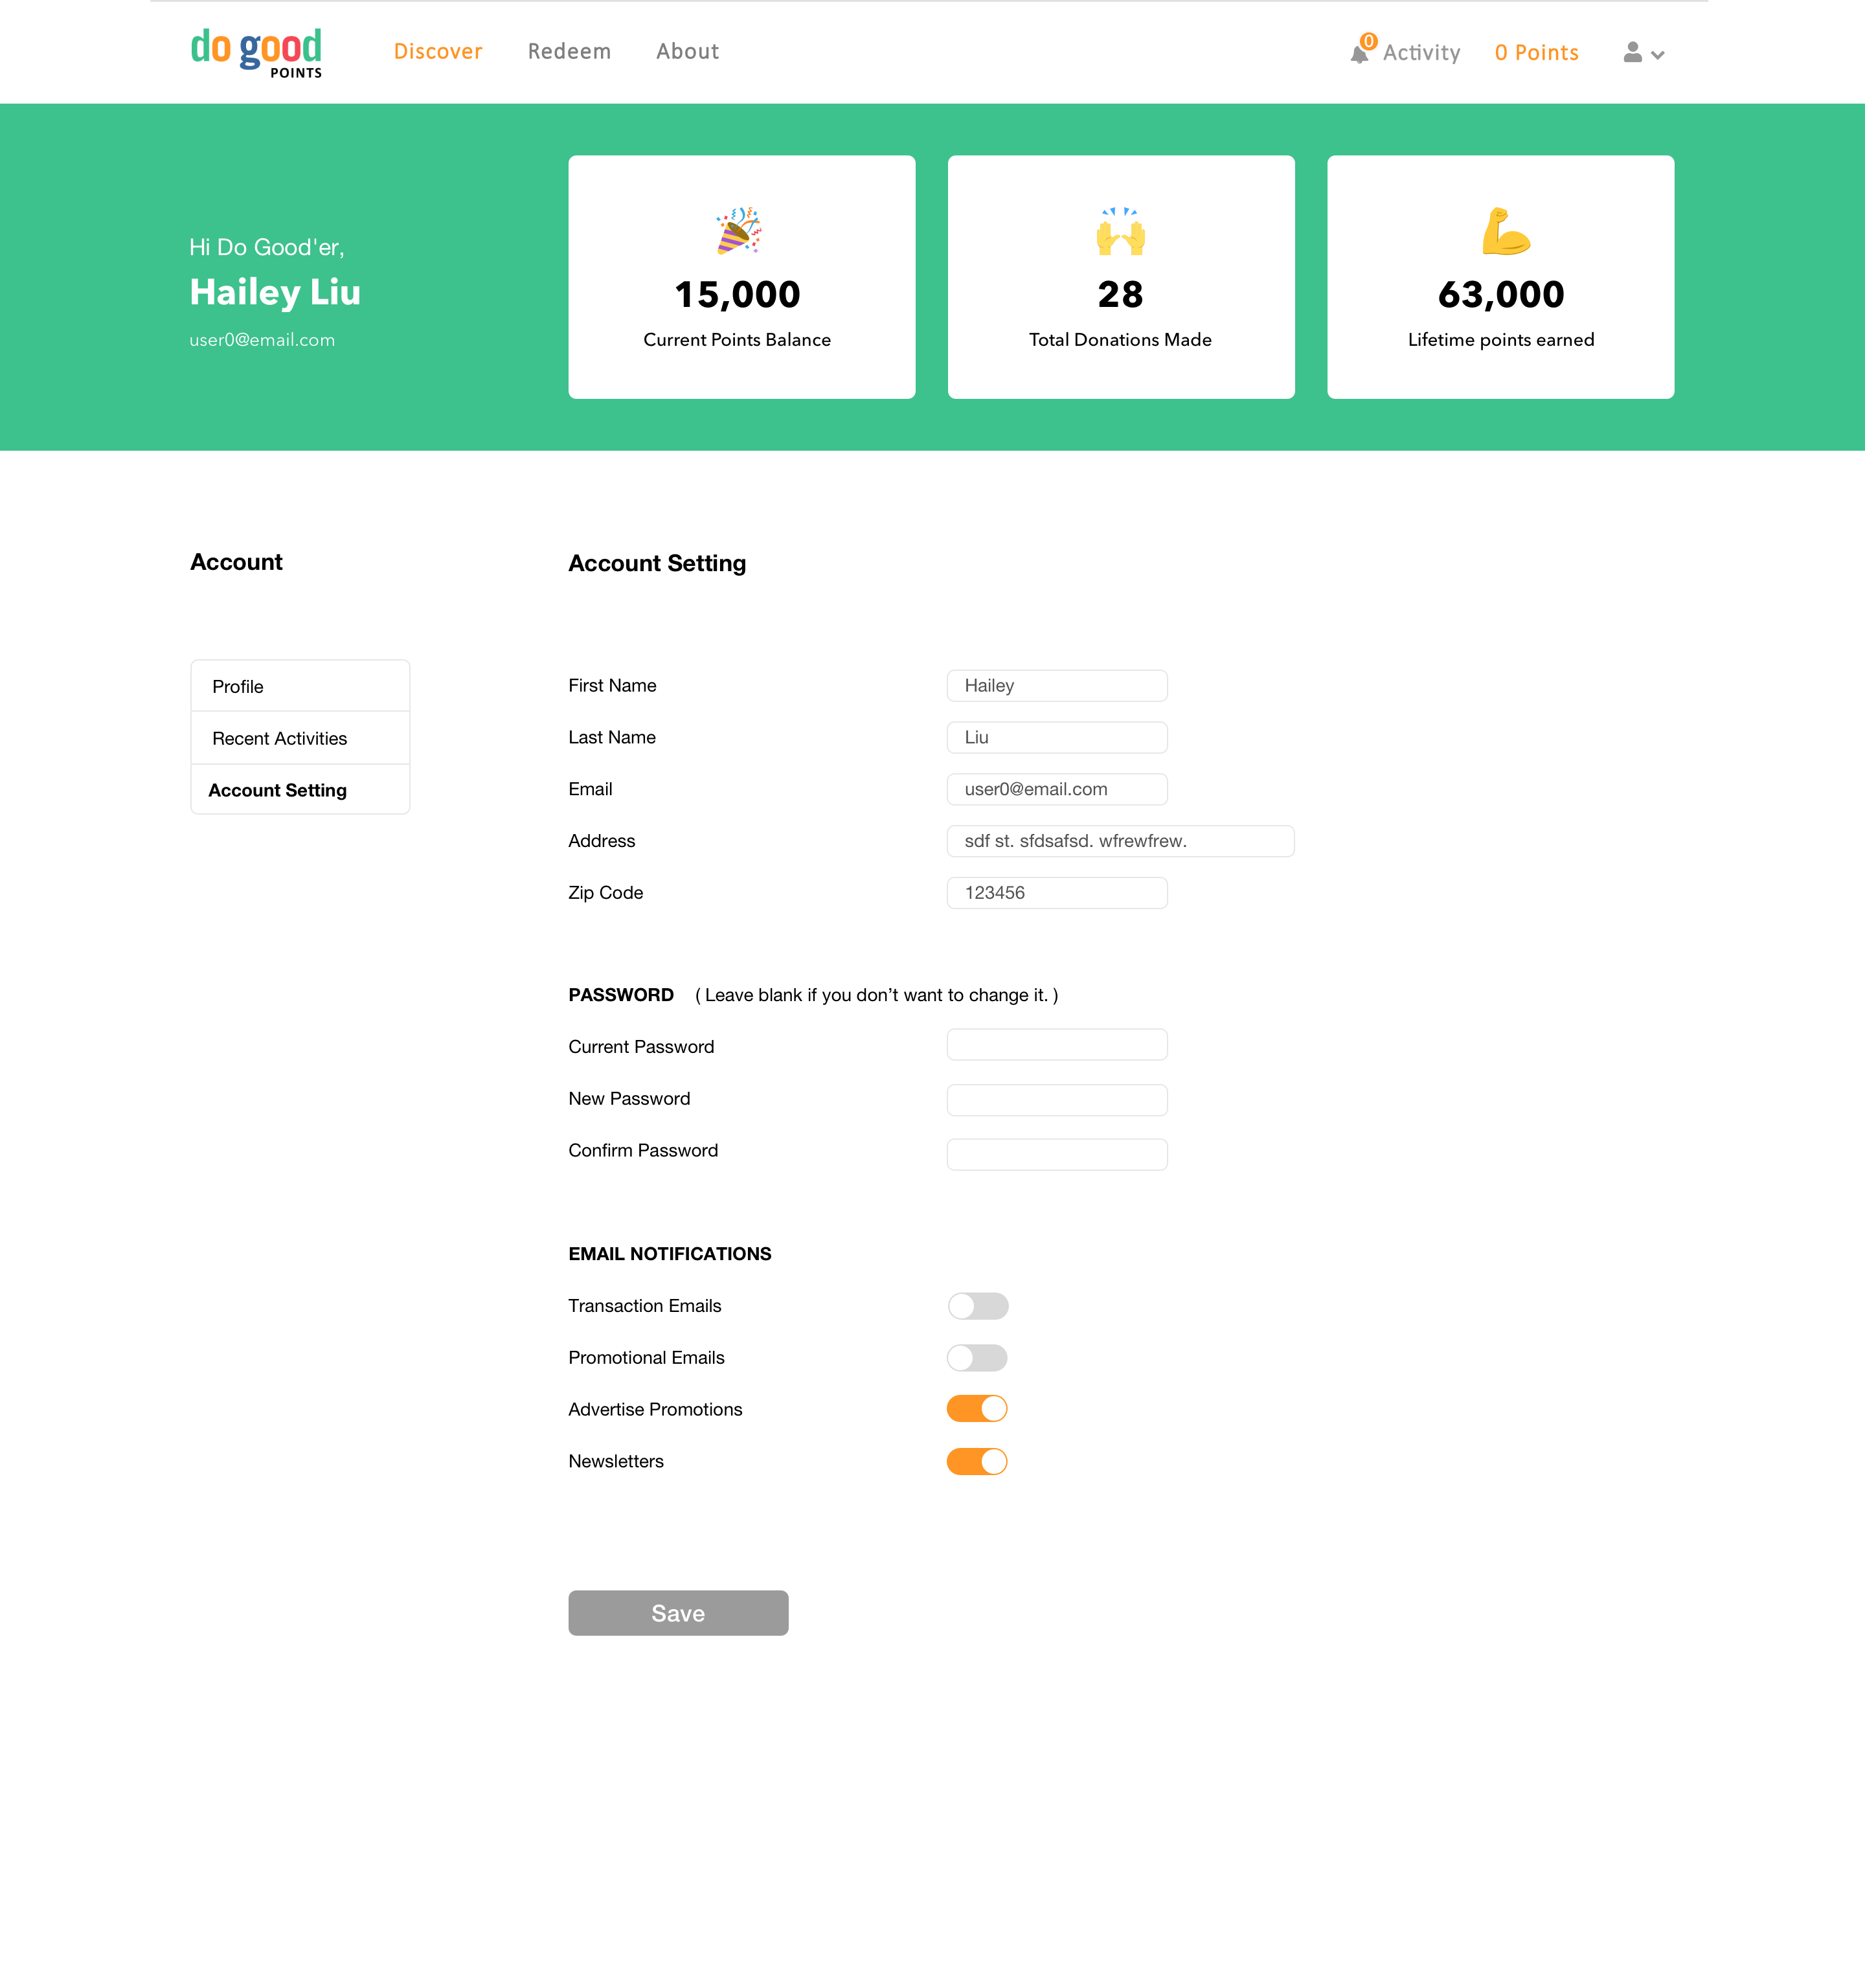 do good
POINTS
Discover Redeem About
0
Activity 0 Points
Hi Do Good'er,
Hailey Liu
user0@email.com
15,000
Current Points Balance
28
Total Donations Made
63,000
Lifetime points earned
Account
Profile
Recent Activities
Account Setting
Account Setting
First Name Hailey
Last Name Liu
Email user0@email.com
Address sdf st. sfdsafsd. wfrewfrew.
Zip Code 123456
PASSWORD ( Leave blank if you don’t want to change it. )
Current Password
New Password
Confirm Password
EMAIL NOTIFICATIONS
Transaction Emails
Promotional Emails
Advertise Promotions
Newsletters
Save